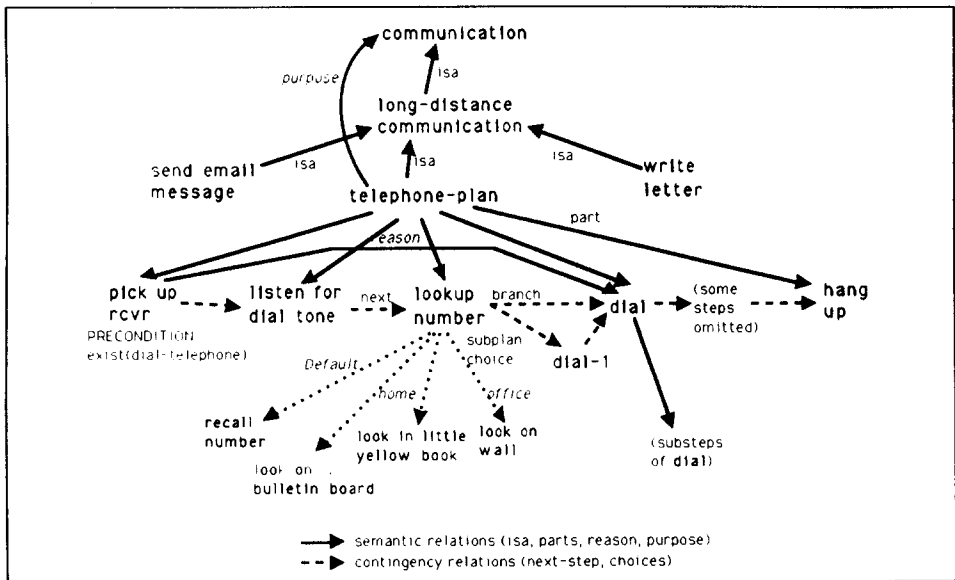 communication
purpose
isa
long-distance
communication
isa
isa
isa
send email
message
write
letter
telephone-plan
part
reason
pick up
rcvr
PRECONDITION
exist(dial-telephone)
listen for
dial tone
next
lookup
number
branch
dial
(some
steps
omitted)
hang
up
subplan
choice
dial-1
Default
home
office
recall
number
look on
bulletin board
look in little
yellow book
look on
wall
(substeps
of dial)
semantic relations (isa, parts, reason, purpose)
contingency relations (next-step, choices)